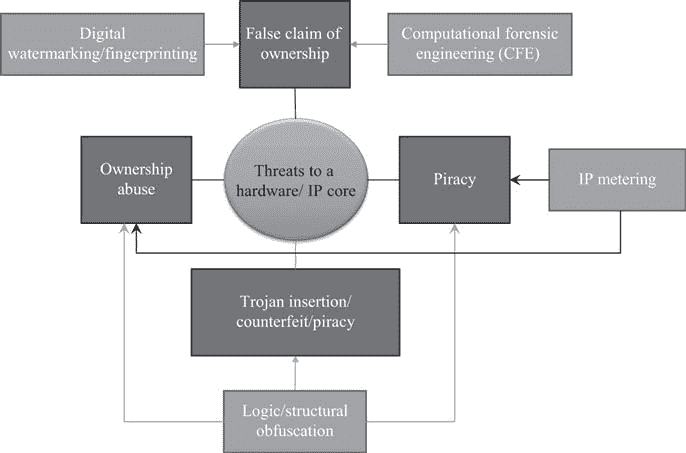 Digital
watermarking/fingerprinting
False claim of
ownership
Computational forensic
engineering (CFE)
Ownership
abuse
Threats to a
hardware/ IP core
Piracy
IP metering
Trojan insertion/
counterfeit/piracy
Logic/structural
obfuscation